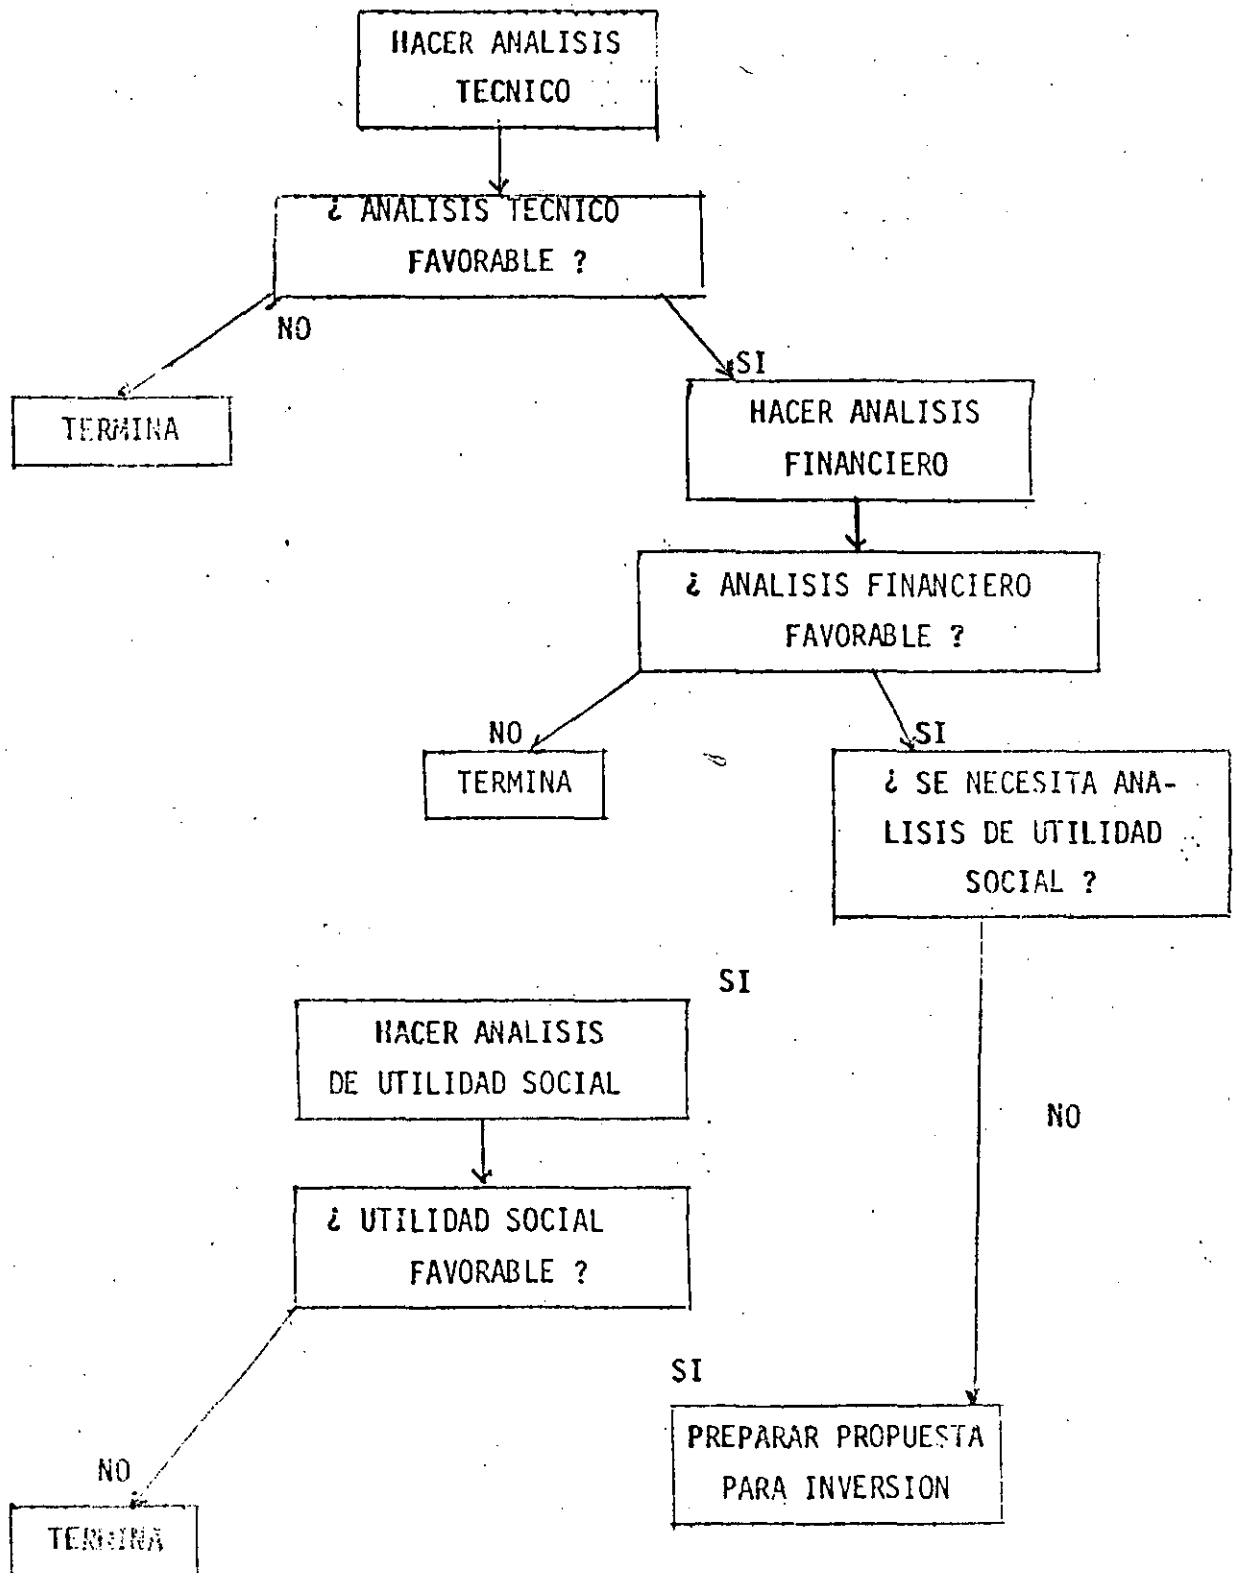 HACER ANALISIS
TECNICO
¿ ANALISIS TECNICO
FAVORABLE ?
NO
SI
TERMINA
HACER ANALISIS
FINANCIERO
¿ ANALISIS FINANCIERO
FAVORABLE ?
NO
SI
TERMINA
¿ SE NECESITA ANA-
LISIS DE UTILIDAD
SOCIAL ?
SI
HACER ANALISIS
DE UTILIDAD SOCIAL
NO
¿ UTILIDAD SOCIAL
FAVORABLE ?
SI
PREPARAR PROPUESTA
PARA INVERSION
NO
TERMINA